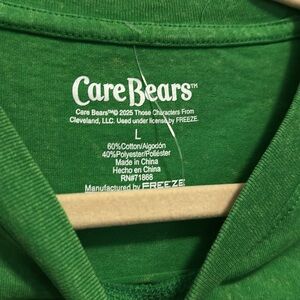 Care Bears™
Care Bears™© 2025 Those Characters From
Cleveland, LLC. Used under license by FREEZE.
L
60%Cotton/Algodón
40%Polyester/Poliéster
Made in China
Hecho en China
RN#71868
Manufactured by FREEZE